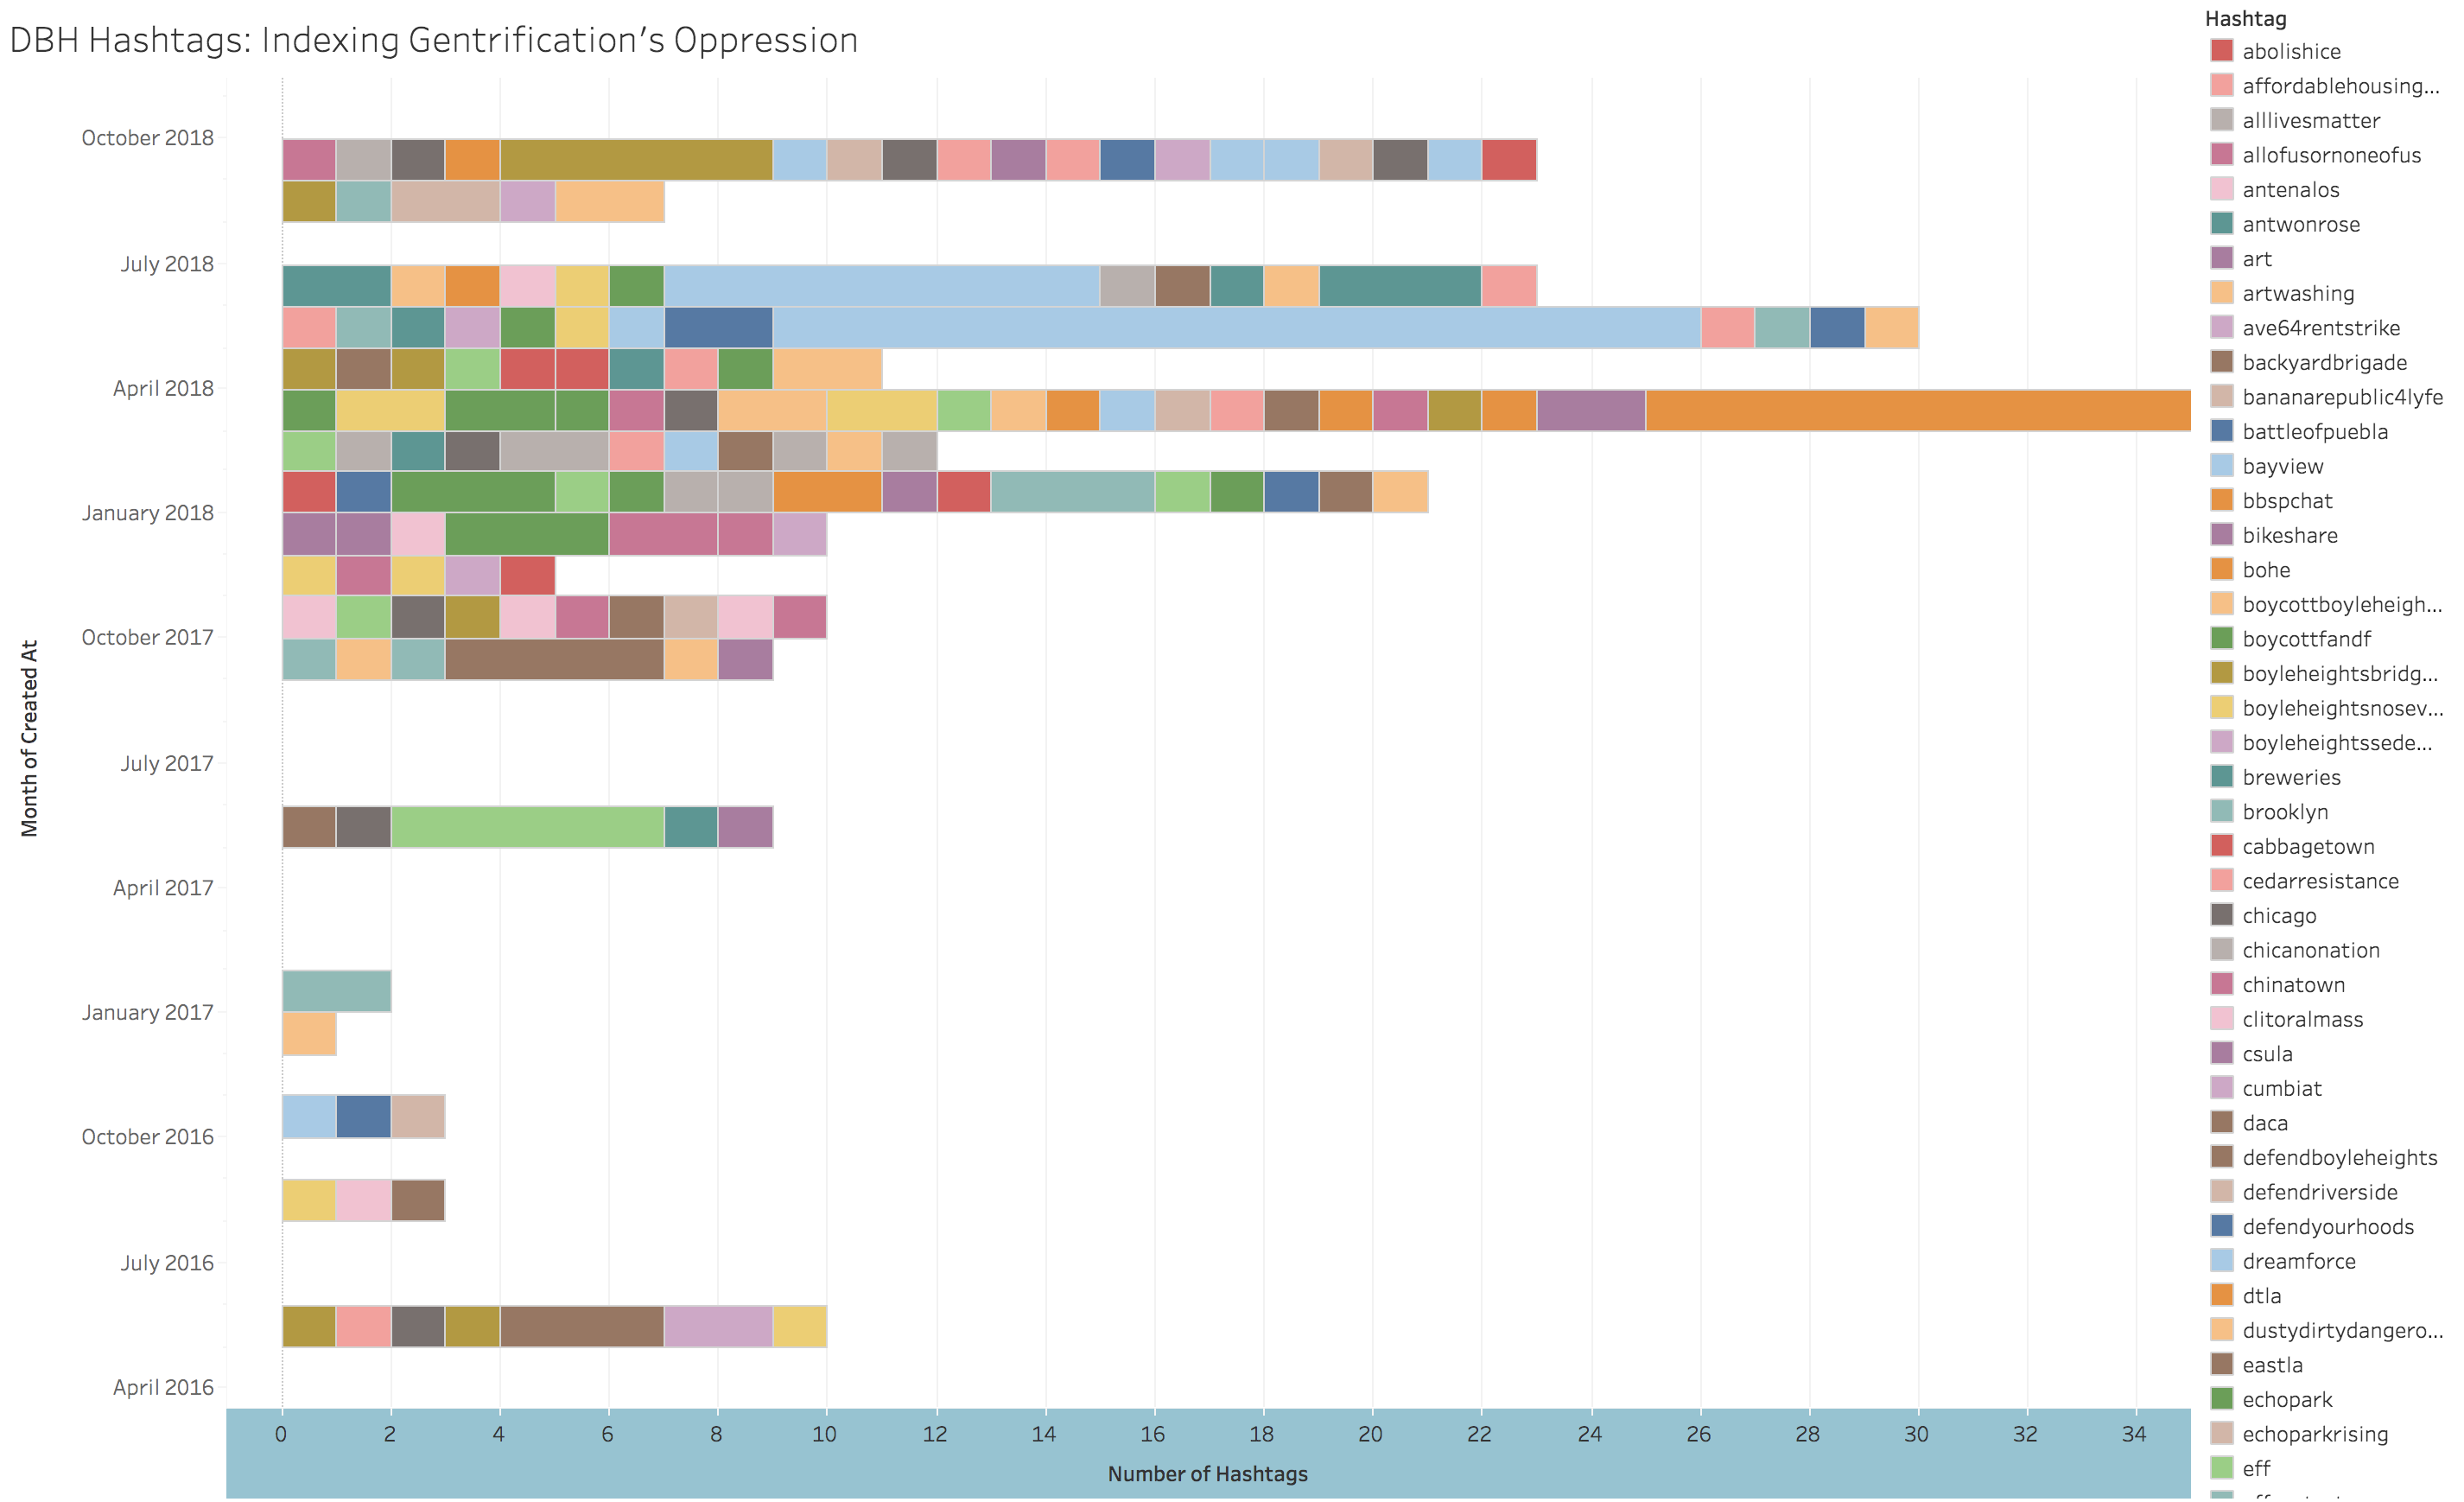 DBH Hashtags: Indexing Gentrification's Oppression
Month of Created At
October 2018
July 2018
April 2018
January 2018
October 2017
July 2017
April 2017
January 2017
October 2016
July 2016
April 2016
0 2 4 6 8 10 12 14 16 18 20 22 24 26 28 30 32 34
Number of Hashtags
Hashtag
abolishice
affordablehousing...
alllivesmatter
allofusornoneofus
antenalos
antwonrose
art
artwashing
ave64rentstrike
backyardbrigade
bananarepublic4lyfe
battleofpuebla
bayview
bbspchat
bikeshare
bohe
boycottboyleheigh...
boycottfandf
boyleheightsbridg...
boyleheightsnosev...
boyleheightssede...
breweries
brooklyn
cabbagetown
cedarresistance
chicago
chicanonation
chinatown
clitoralmass
csula
cumbiat
daca
defendboyleheights
defendriverside
defendyourhoods
dreamforce
dtla
dustydirtydangero...
eastla
echopark
echoparkrising
eff